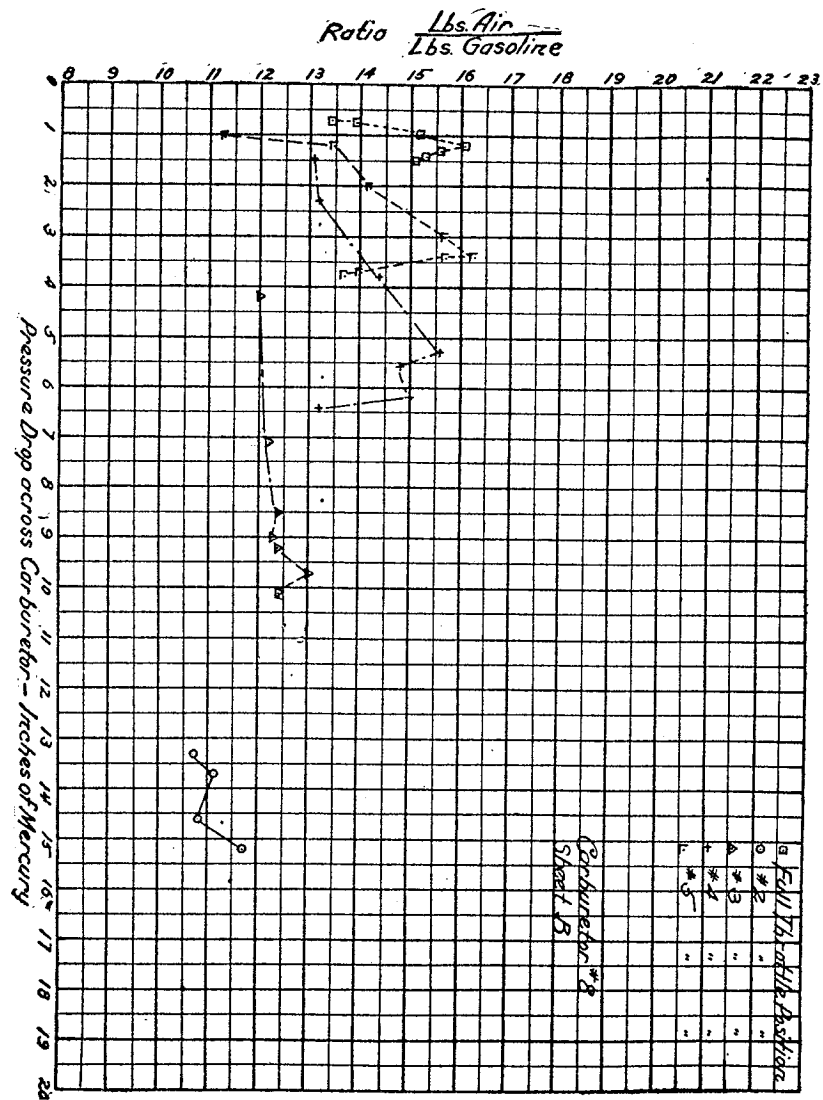 Ratio Lbs. Air
Lbs. Gasoline
8 9 10 11 12 13 14 15 16 17 18 19 20 21 22 23
0
1
2
3
4
5
6
7
8
9
10
11
12
13
14
15
16
17
18
19
20
Pressure Drop across Carburetor - Inches of Mercury
Full Throttle Position
#2 " "
#3 " "
#4 " "
#5 " "
Carburetor #8
Sheet B